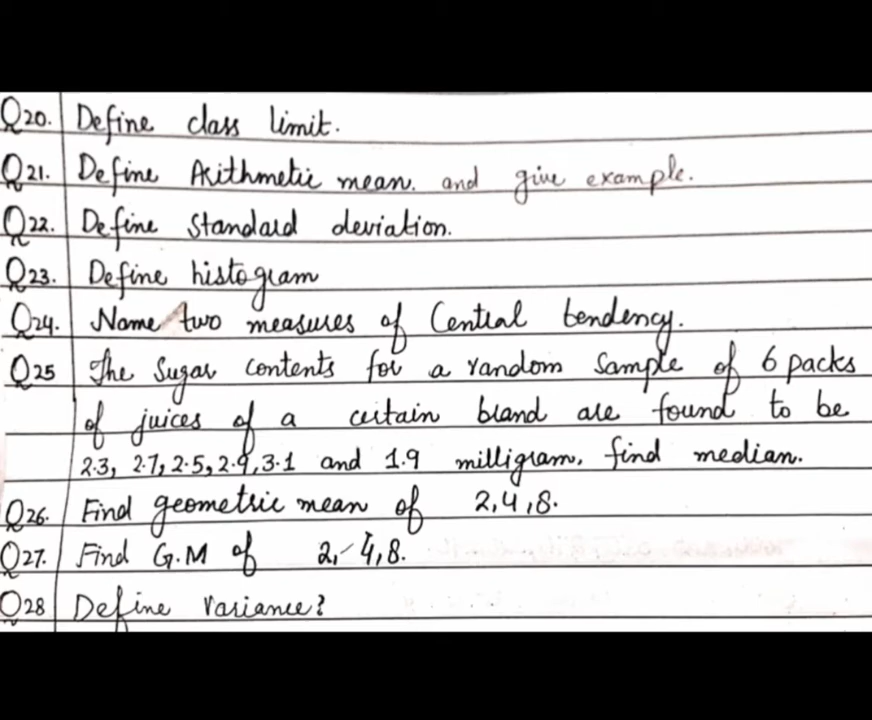 Q20. Define class limit.
Q21. Define Arithmetic mean. and give example.
Q22. Define Standard deviation.
Q23. Define histogram
Q24. Name two measures of Central tendency.
Q25 The Sugar contents for a random Sample of 6 packs
of juices of a certain brand are found to be
2.3, 2.7, 2.5, 2.9, 3.1 and 1.9 milligram. find median.
Q26. Find geometric mean of 2,4,8.
Q27. Find G.M of 2, -4, 8.
Q28 Define variance?